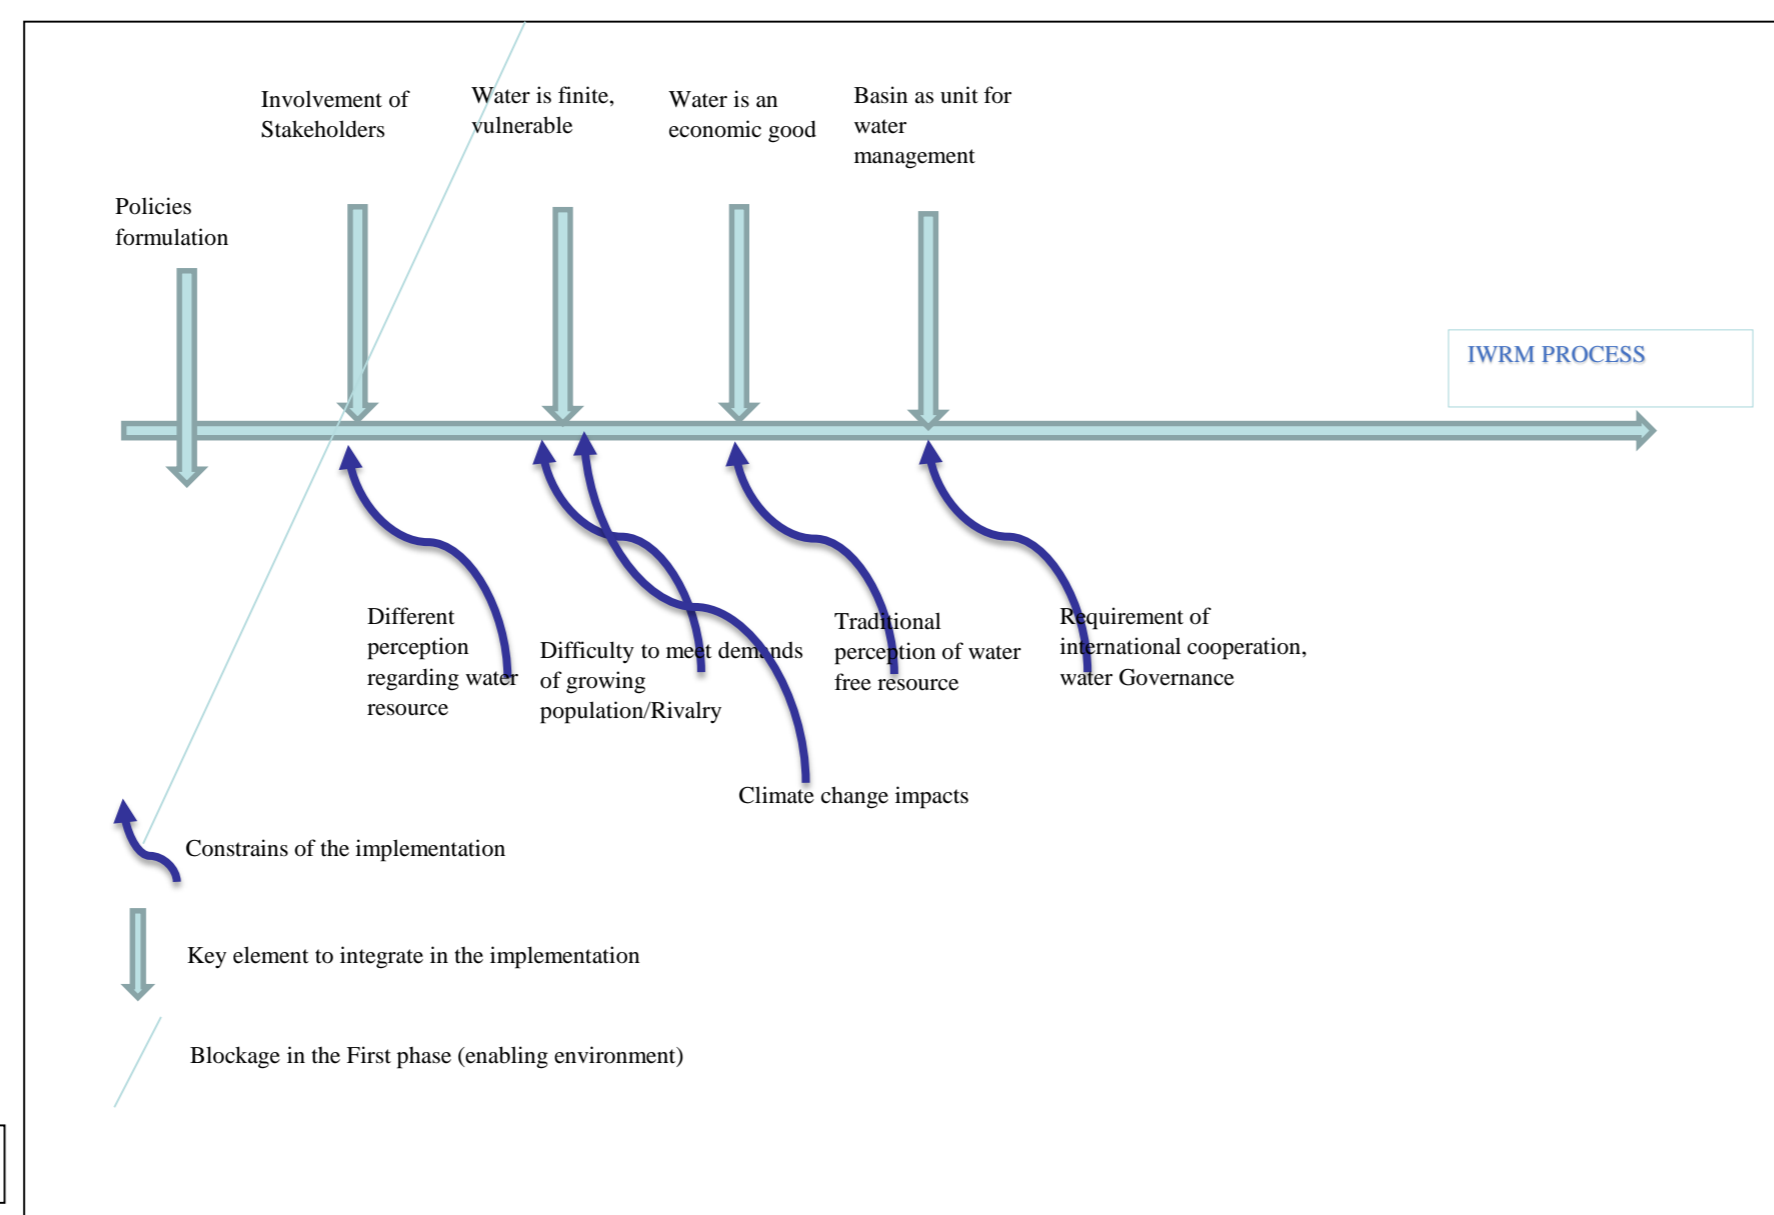 Involvement of
Stakeholders
Water is finite,
vulnerable
Water is an
economic good
Basin as unit for
water
management
Policies
formulation
IWRM PROCESS
Different
perception
regarding water
resource
Difficulty to meet demands
of growing
population/Rivalry
Traditional
perception of water
free resource
Requirement of
international cooperation,
water Governance
Climate change impacts
Constrains of the implementation
Key element to integrate in the implementation
Blockage in the First phase (enabling environment)